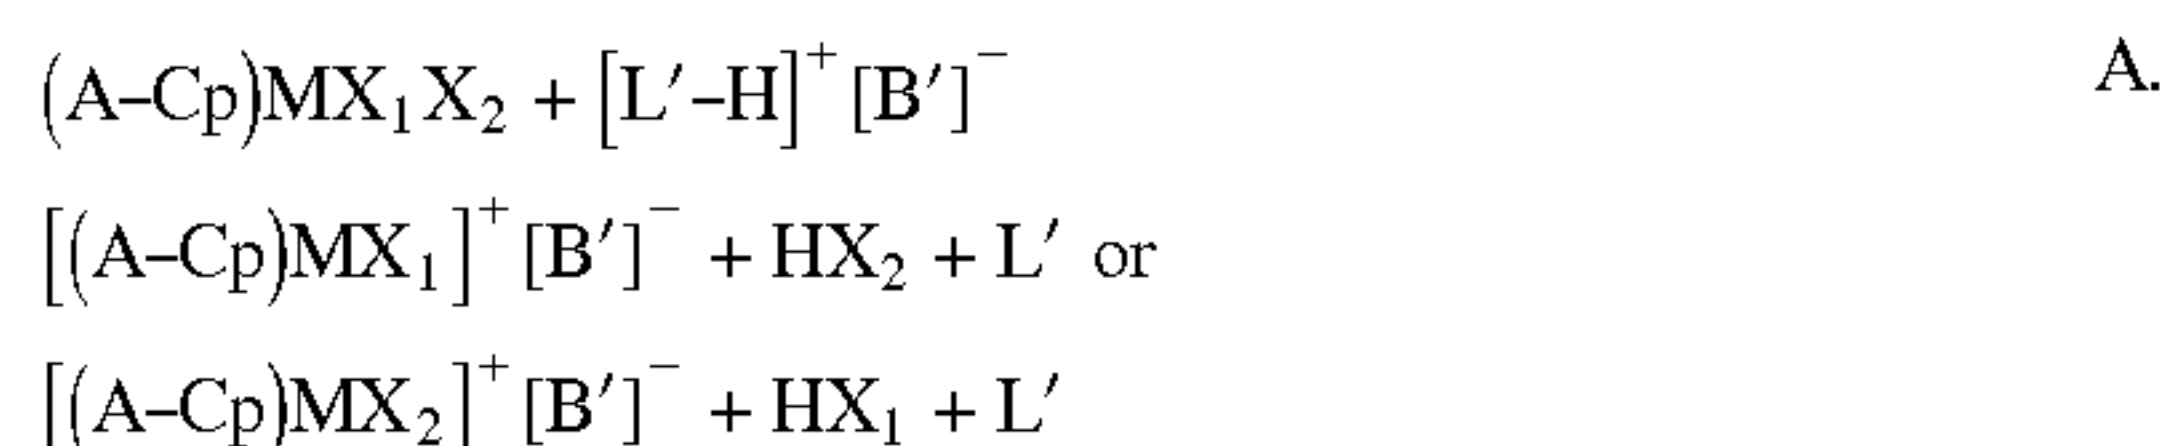 (A–Cp)MX₁X₂ + [L′–H]⁺ [B′]⁻ A.
[(A–Cp)MX₁]⁺ [B′]⁻ + HX₂ + L′ or
[(A–Cp)MX₂]⁺ [B′]⁻ + HX₁ + L′